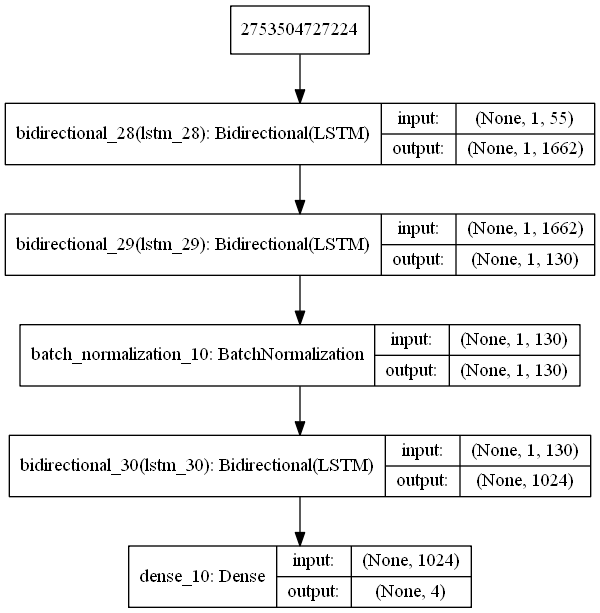 2753504727224
bidirectional_28(lstm_28): Bidirectional(LSTM)
input:
(None, 1, 55)
output:
(None, 1, 1662)
bidirectional_29(lstm_29): Bidirectional(LSTM)
input:
(None, 1, 1662)
output:
(None, 1, 130)
batch_normalization_10: BatchNormalization
input:
(None, 1, 130)
output:
(None, 1, 130)
bidirectional_30(lstm_30): Bidirectional(LSTM)
input:
(None, 1, 130)
output:
(None, 1024)
dense_10: Dense
input:
(None, 1024)
output:
(None, 4)